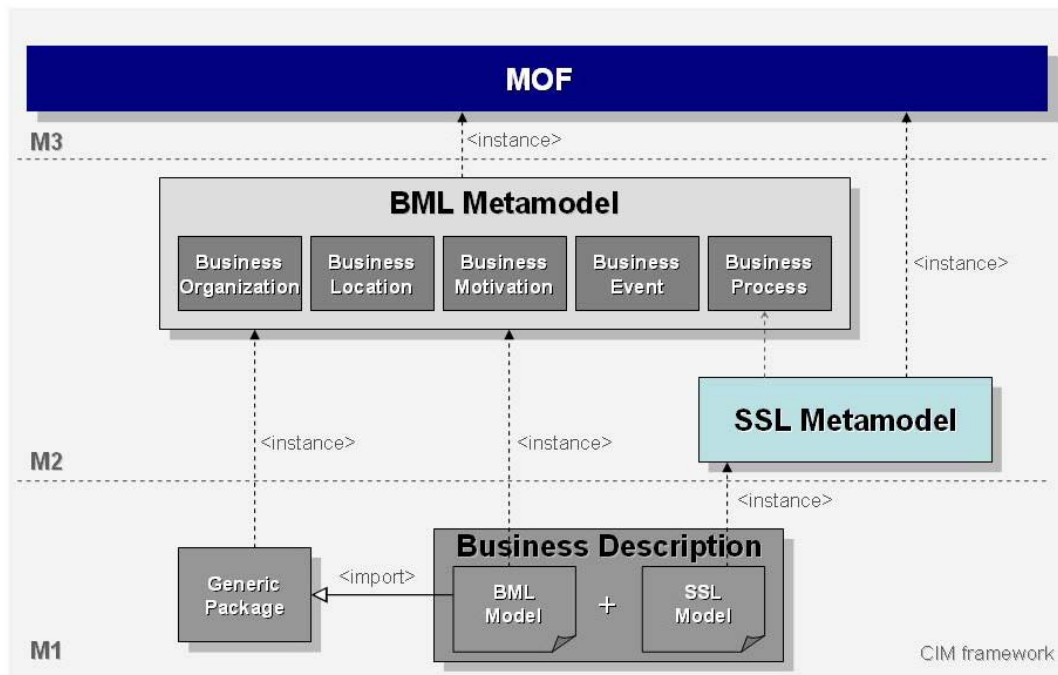 MOF
M3
<instance>
BML Metamodel
Business
Organization
Business
Location
Business
Motivation
Business
Event
Business
Process
<instance>
SSL Metamodel
<instance>
<instance>
M2
<instance>
Business Description
Generic
Package
<import>
BML
Model
+
SSL
Model
M1
CIM framework